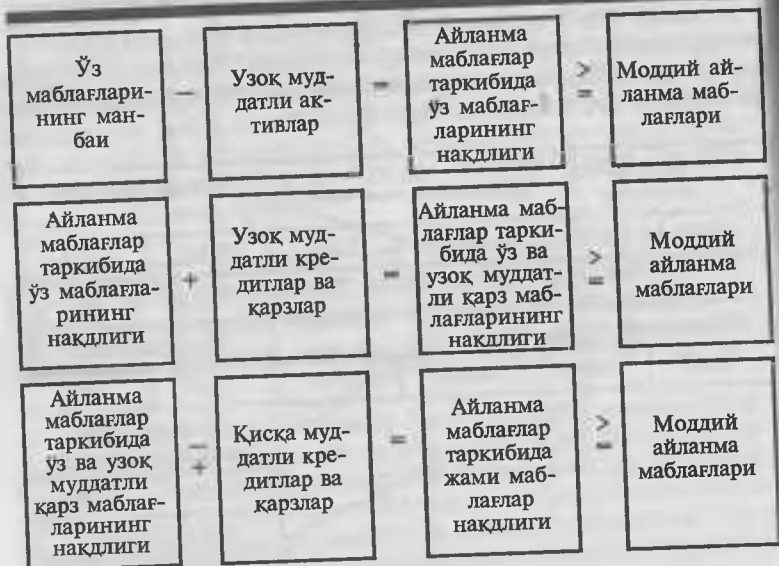 Ўз
маблағлари-
нинг ман-
баи
−
Узоқ муд-
датли ак-
тивлар
=
Айланма
маблағлар
таркибида
ўз маблағ-
ларининг
нақдлиги
>
=
Моддий ай-
ланма маб-
лағлари
Айланма
маблағлар
таркибида
ўз маблағла-
рининг
нақдлиги
+
Узоқ муд-
датли кре-
дитлар ва
қарзлар
=
Айланма маб-
лағлар тарки-
бида ўз ва
узоқ муддат-
ли қарз маб-
лағларининг
нақдлиги
>
=
Моддий
айланма
маблағлари
Айланма
маблағлар
таркибида
ўз ва узоқ
муддатли
қарз маблағ-
ларининг
нақдлиги
−
+
Қисқа муд-
датли кре-
дитлар ва
қарзлар
=
Айланма
маблағлар
таркибида
жами маб-
лағлар
нақдлиги
>
=
Моддий
айланма
маблағлари